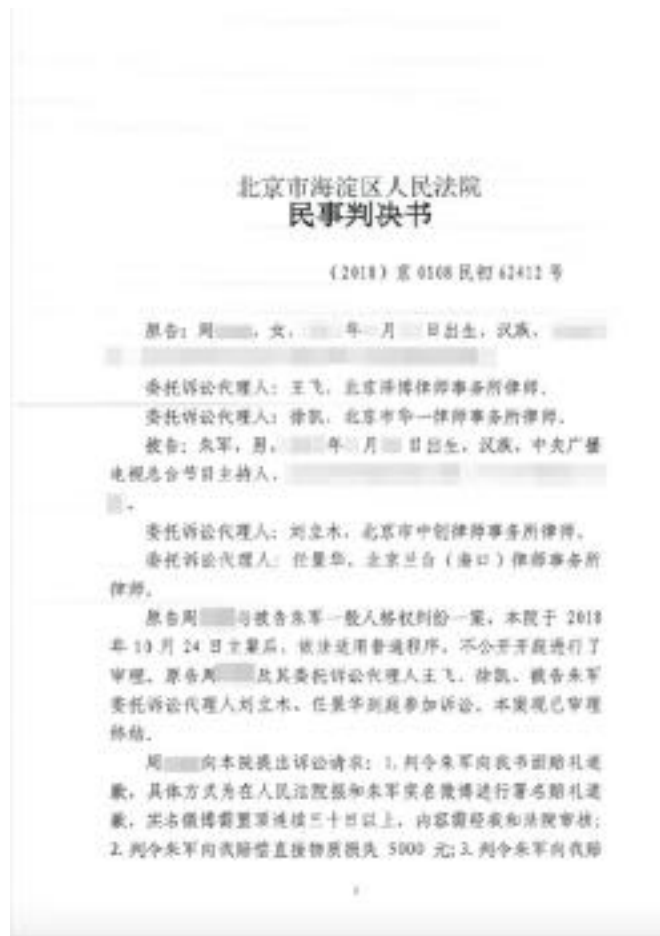 北京市海淀区人民法院
民事判决书
(2018)京0108民初62412号
原告:周,女,年月日出生,汉族,
委托诉讼代理人:王飞,北京泽博律师事务所律师。
委托诉讼代理人:徐凯,北京市华一律师事务所律师。
被告:朱军,男,年月日出生,汉族,中央广播
电视总台节目主持人,
。
委托诉讼代理人:刘立木,北京市中创律师事务所律师。
委托诉讼代理人:任景华,北京兰台(海口)律师事务所
律师。
原告周与被告朱军一般人格权纠纷一案,本院于2018
年10月24日立案后,依法适用普通程序,不公开开庭进行了
审理。原告周及其委托诉讼代理人王飞、徐凯,被告朱军
委托诉讼代理人刘立木、任景华到庭参加诉讼。本案现已审理
终结。
周向本院提出诉讼请求:1.判令朱军向我书面赔礼道
歉,具体方式为在人民法院报和朱军实名微博进行署名赔礼道
歉,实名微博需置顶连续三十日以上,内容需经我和法院审核;
2.判令朱军向我赔偿直接物质损失5000元;3.判令朱军向我赔